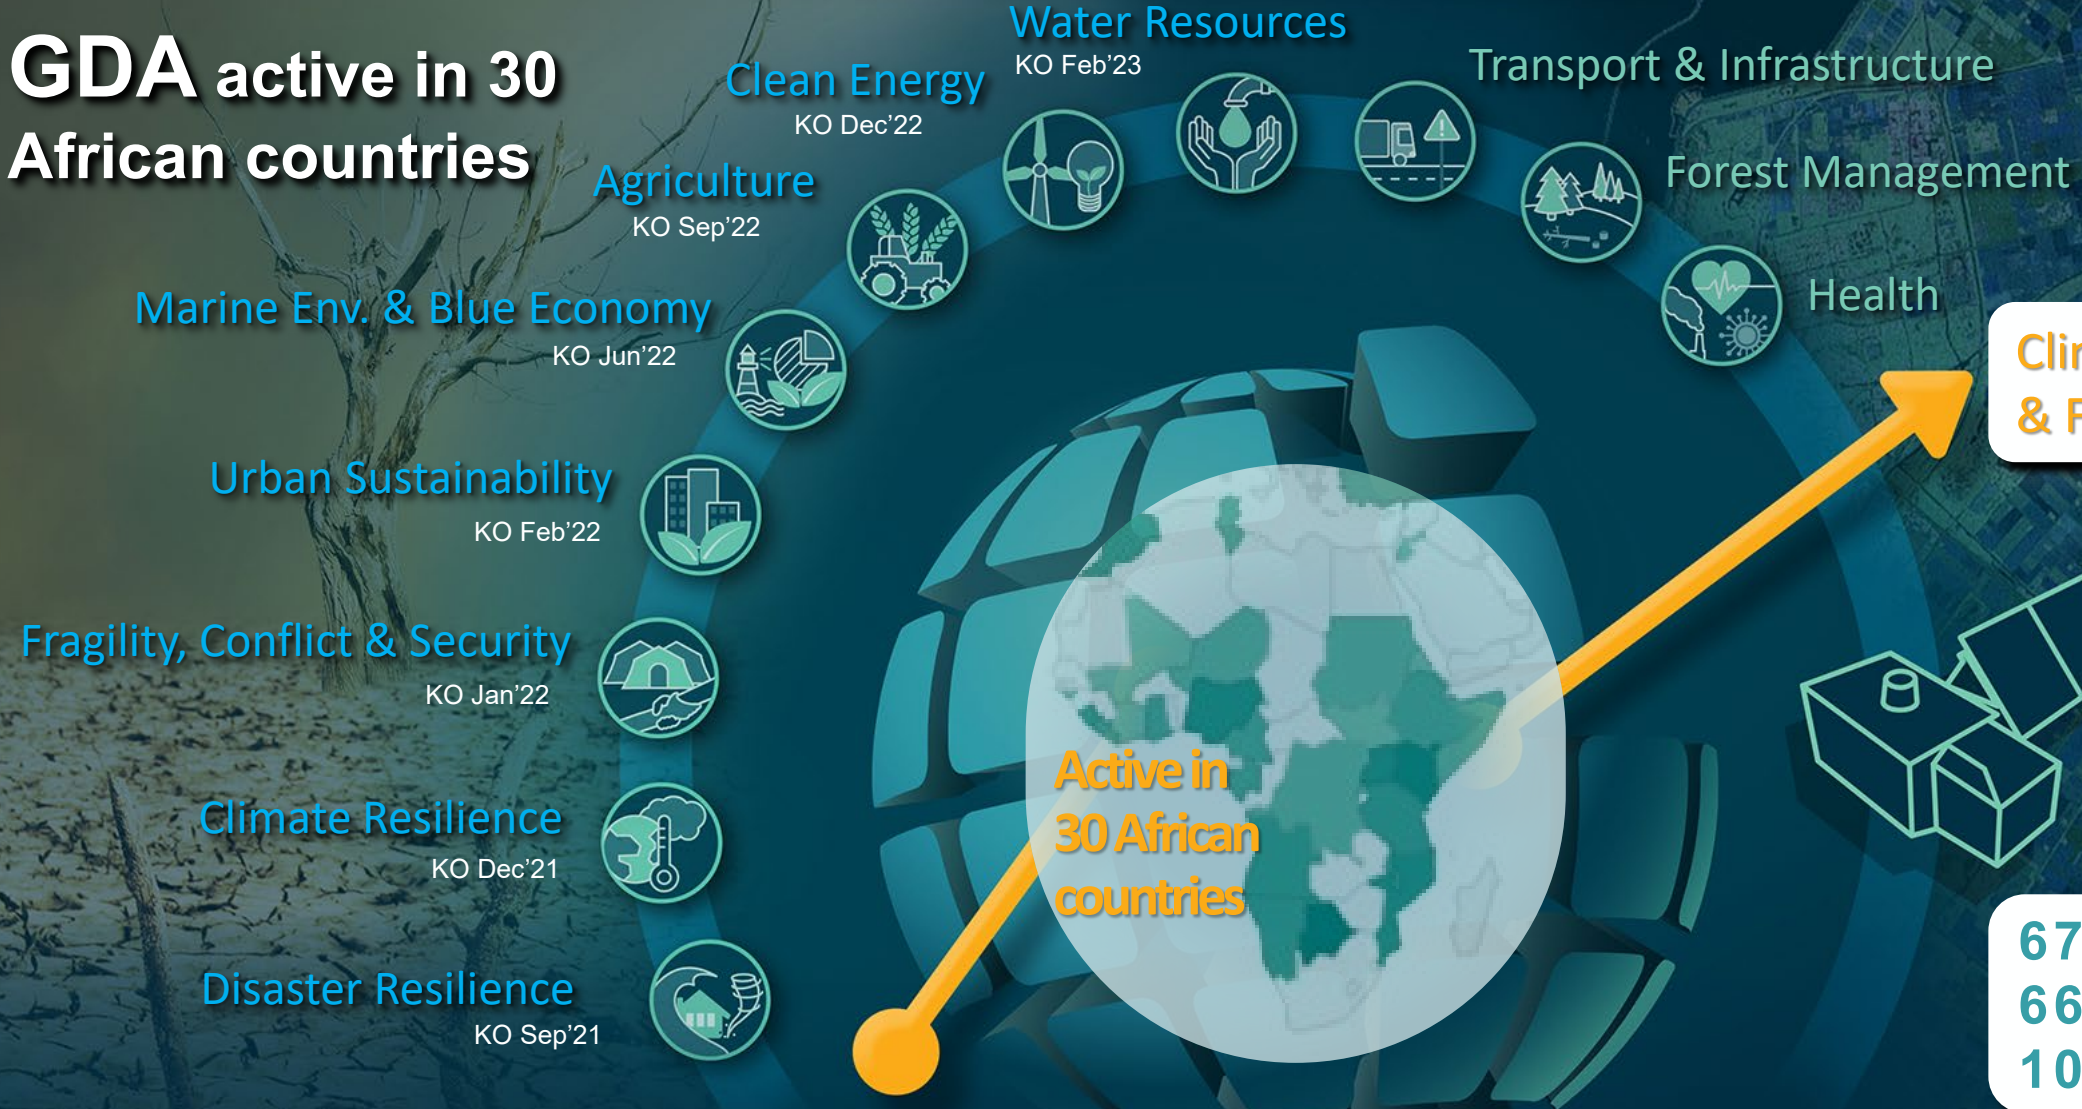 GDA active in 30
African countries
Water Resources
KO Feb'23
Clean Energy
KO Dec'22
Transport & Infrastructure
Agriculture
KO Sep'22
Forest Management
Marine Env. & Blue Economy
KO Jun'22
Health
Urban Sustainability
KO Feb'22
Fragility, Conflict & Security
KO Jan'22
Climate Resilience
KO Dec'21
Disaster Resilience
KO Sep'21
Active in
30 African
countries
&
67
66
10